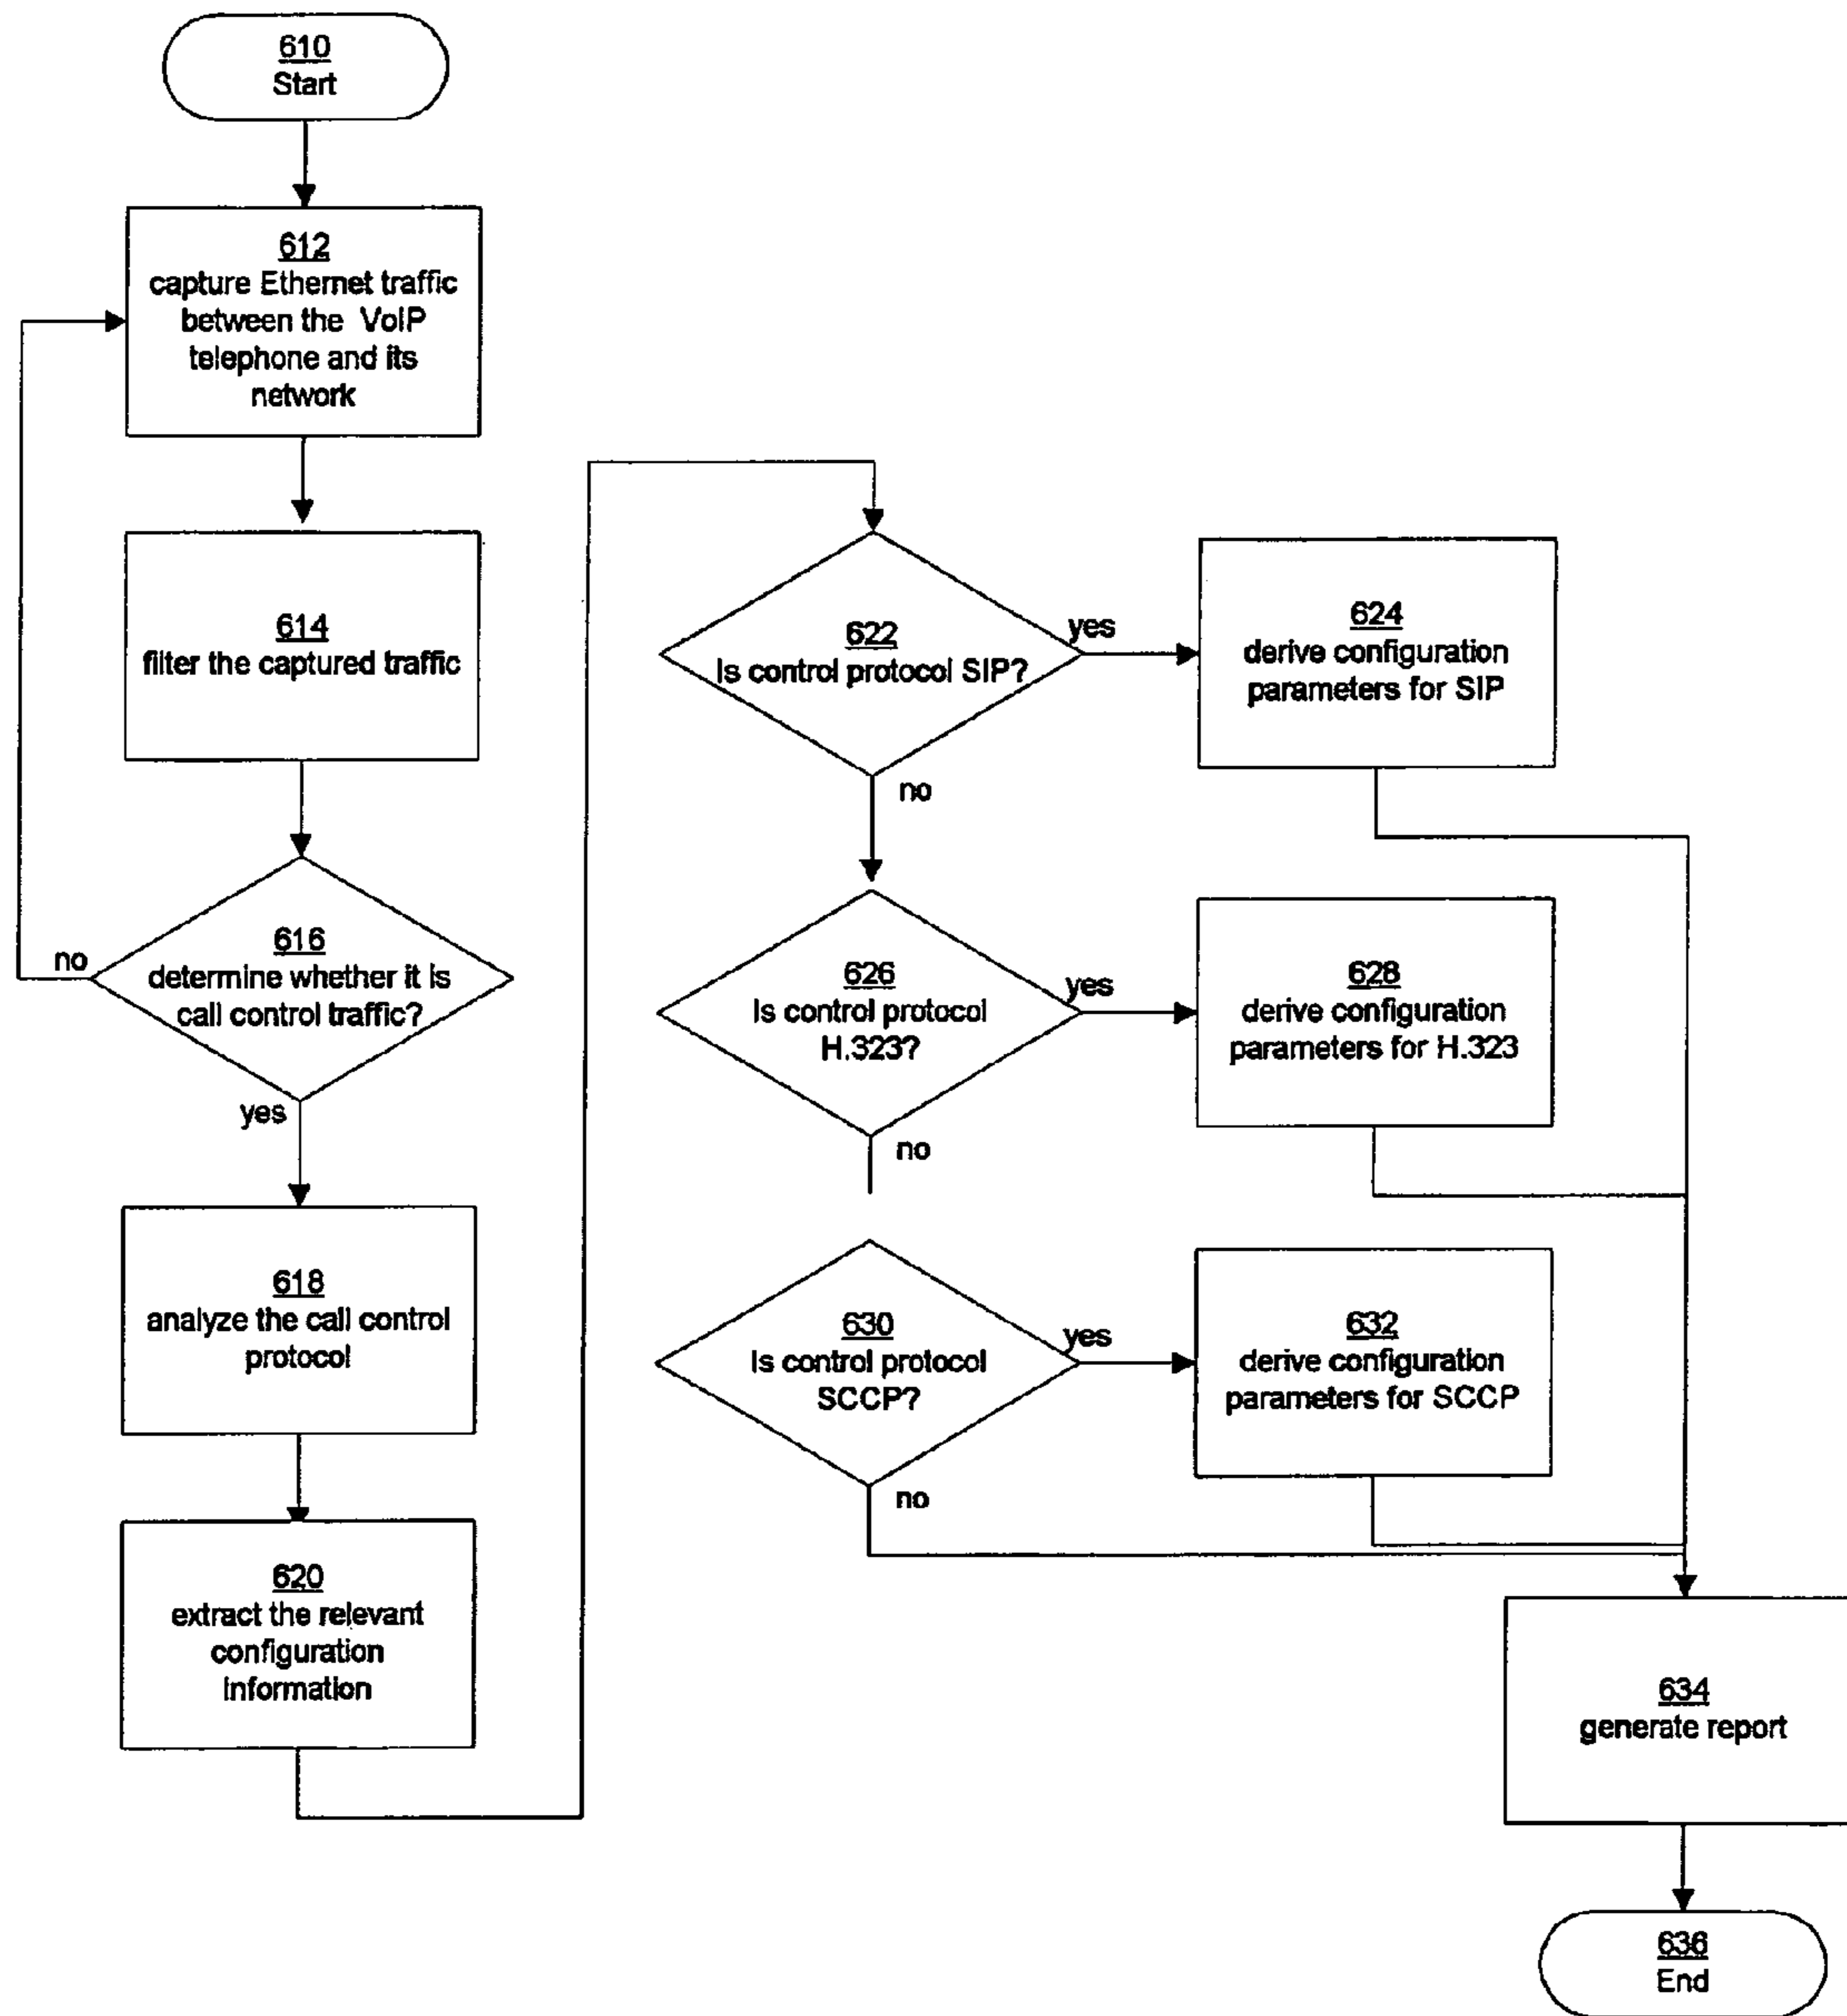 610
Start
612
capture Ethernet traffic
between the VoIP
telephone and its
network
614
filter the captured traffic
616
determine whether it is
call control traffic?
no
yes
618
analyze the call control
protocol
620
extract the relevant
configuration
information
622
Is control protocol SIP?
yes
no
624
derive configuration
parameters for SIP
626
Is control protocol
H.323?
yes
no
628
derive configuration
parameters for H.323
630
Is control protocol
SCCP?
yes
no
632
derive configuration
parameters for SCCP
634
generate report
636
End